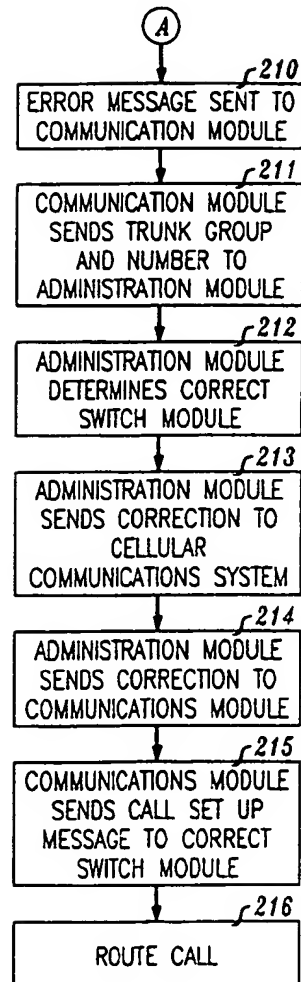 A
210
ERROR MESSAGE SENT TO
COMMUNICATION MODULE
211
COMMUNICATION MODULE
SENDS TRUNK GROUP
AND NUMBER TO
ADMINISTRATION MODULE
212
ADMINISTRATION MODULE
DETERMINES CORRECT
SWITCH MODULE
213
ADMINISTRATION MODULE
SENDS CORRECTION TO
CELLULAR
COMMUNICATIONS SYSTEM
214
ADMINISTRATION MODULE
SENDS CORRECTION TO
COMMUNICATIONS MODULE
215
COMMUNICATIONS MODULE
SENDS CALL SET UP
MESSAGE TO CORRECT
SWITCH MODULE
216
ROUTE CALL